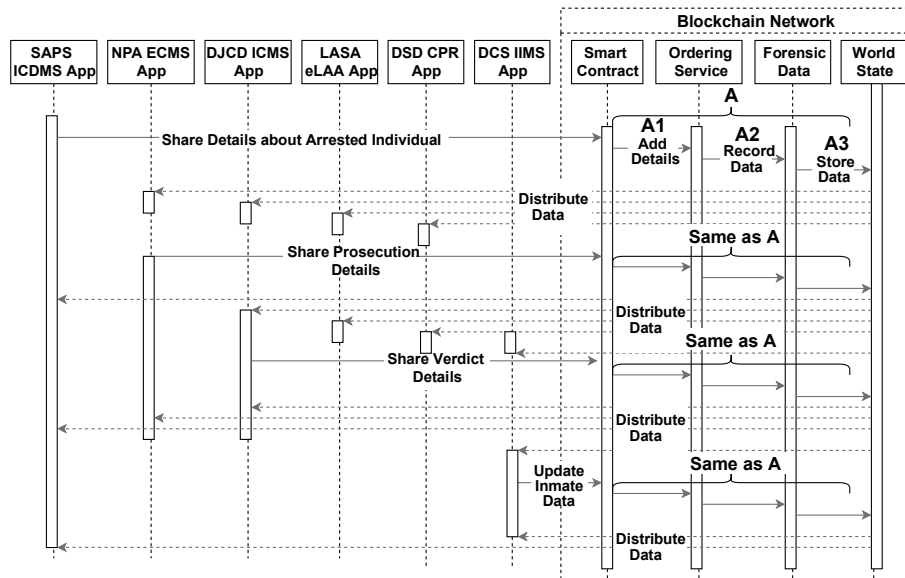 Blockchain Network
SAPS
ICDMS App
NPA ECMS
App
DJCD ICMS
App
LASA
eLAA App
DSD CPR
App
DCS IIMS
App
Smart
Contract
Ordering
Service
Forensic
Data
World
State
A
Share Details about Arrested Individual
A1
Add
Details
A2
Record
Data
A3
Store
Data
Distribute
Data
Share Prosecution
Details
Same as A
Distribute
Data
Share Verdict
Details
Same as A
Distribute
Data
Update
Inmate
Data
Same as A
Distribute
Data